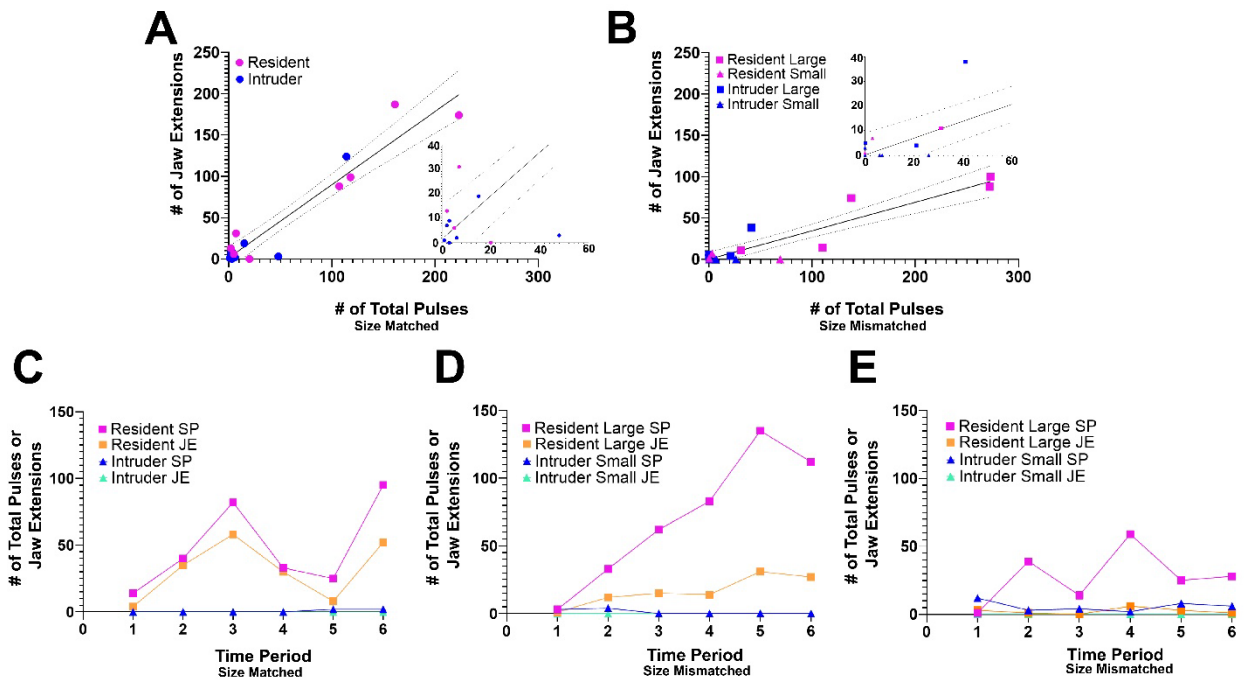 A
Resident
Intruder
# of Jaw Extensions
250
200
150
100
50
0
0
100
200
300
40
30
20
10
0
0
20
40
60
# of Total Pulses
Size Matched
B
Resident Large
Resident Small
Intruder Large
Intruder Small
# of Jaw Extensions
250
200
150
100
50
0
0
100
200
300
40
30
20
10
0
0
20
40
60
# of Total Pulses
Size Mismatched
C
Resident SP
Resident JE
Intruder SP
Intruder JE
# of Total Pulses or
Jaw Extensions
150
100
50
0
0
1
2
3
4
5
6
Time Period
Size Matched
D
Resident Large SP
Resident Large JE
Intruder Small SP
Intruder Small JE
# of Total Pulses or
Jaw Extensions
150
100
50
0
0
1
2
3
4
5
6
Time Period
Size Mismatched
E
Resident Large SP
Resident Large JE
Intruder Small SP
Intruder Small JE
# of Total Pulses or
Jaw Extensions
150
100
50
0
0
1
2
3
4
5
6
Time Period
Size Mismatched